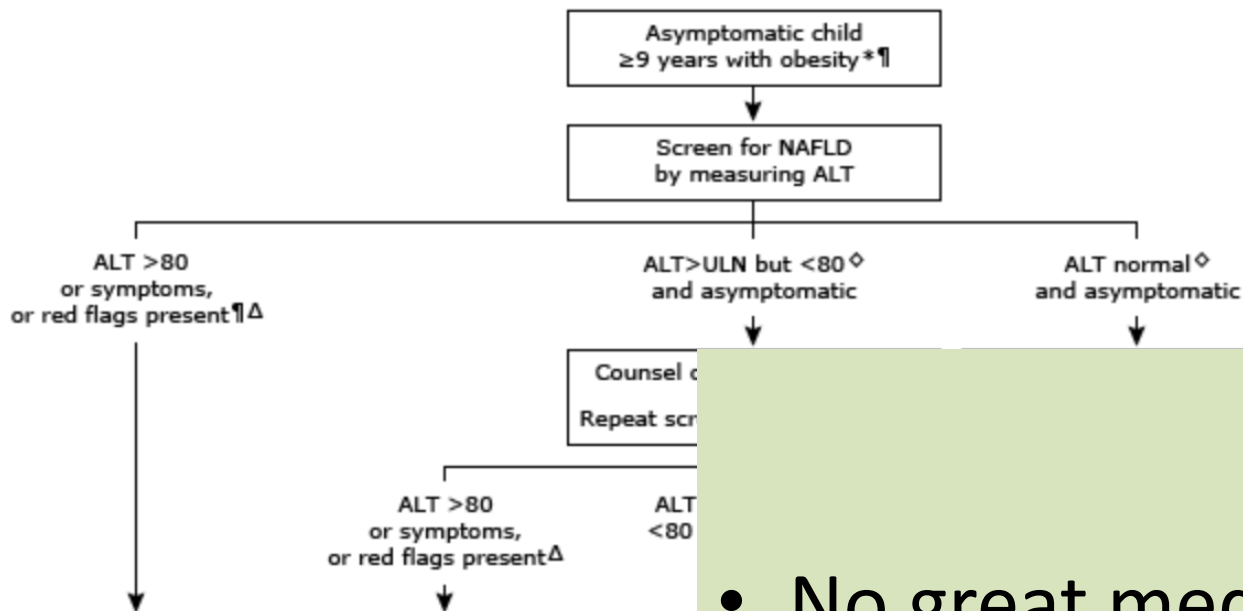 Asymptomatic child
≥9 years with obesity*¶
Screen for NAFLD
by measuring ALT
ALT >80
or symptoms,
or red flags present¶Δ
ALT>ULN but <80◇
and asymptomatic
ALT normal◇
and asymptomatic
Counsel
Repeat
ALT >80
or symptoms,
or red flags presentΔ
ALT
<80
• No great